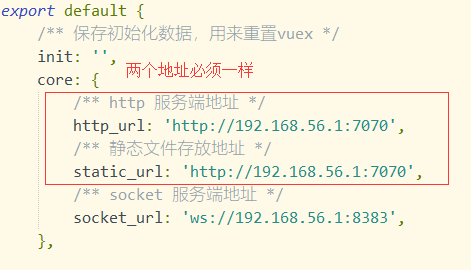 export default {
/** 保存初始化数据，用来重置vuex */
init: '',
两个地址必须一样
core: {
/** http 服务端地址 */
http_url: 'http://192.168.56.1:7070',
/** 静态文件存放地址 */
static_url: 'http://192.168.56.1:7070',
/** socket 服务端地址 */
socket_url: 'ws://192.168.56.1:8383',
},